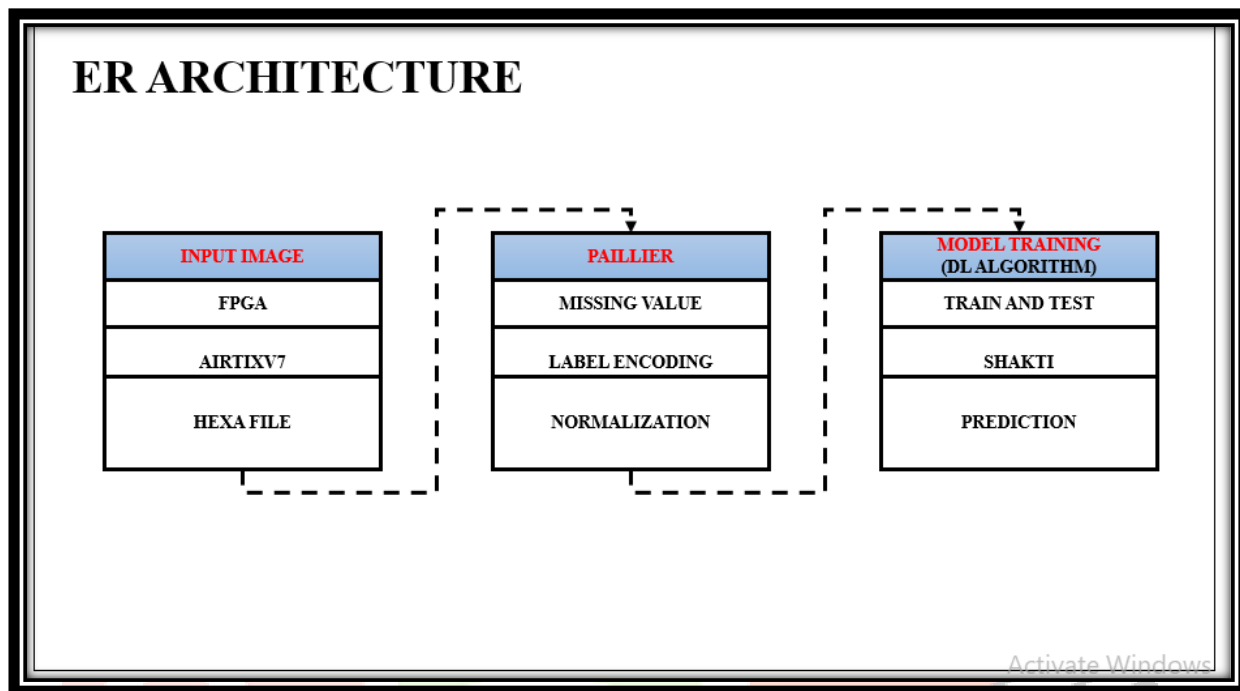 ER ARCHITECTURE
INPUT IMAGE
FPGA
AIRTIXV7
HEXA FILE
PAILLIER
MISSING VALUE
LABEL ENCODING
NORMALIZATION
MODEL TRAINING
(DL ALGORITHM)
TRAIN AND TEST
SHAKTI
PREDICTION
Activate Windows